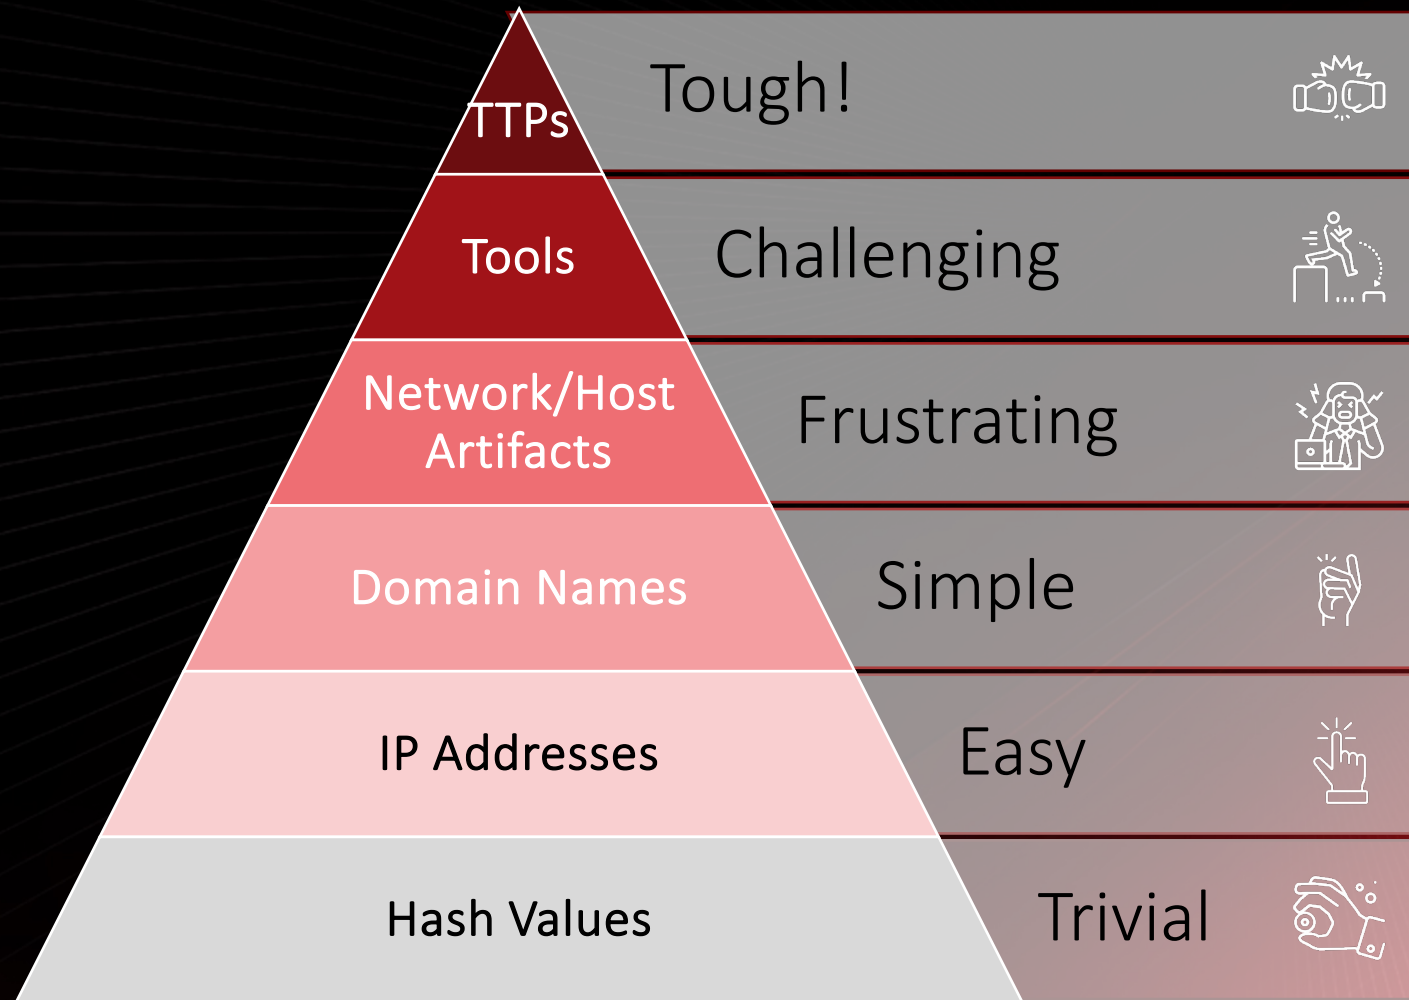 TTPs
Tough!
Tools
Challenging
Network/Host
Artifacts
Frustrating
Domain Names
Simple
IP Addresses
Easy
Hash Values
Trivial